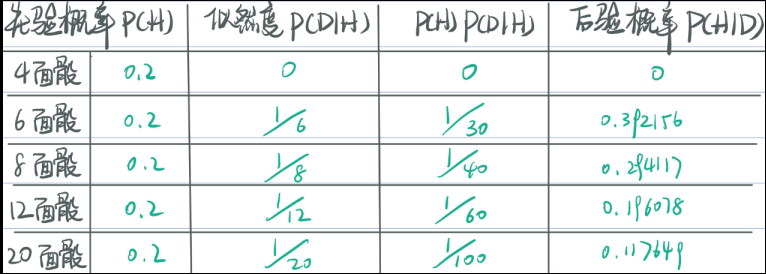 先验概率 P(H) 似然度 P(D|H) P(H)P(D|H) 后验概率 P(H|D)
4面骰 0.2 0 0 0
6面骰 0.2 1/6 1/30 0.392156
8面骰 0.2 1/8 1/40 0.294117
12面骰 0.2 1/12 1/60 0.196078
20面骰 0.2 1/20 1/100 0.117649